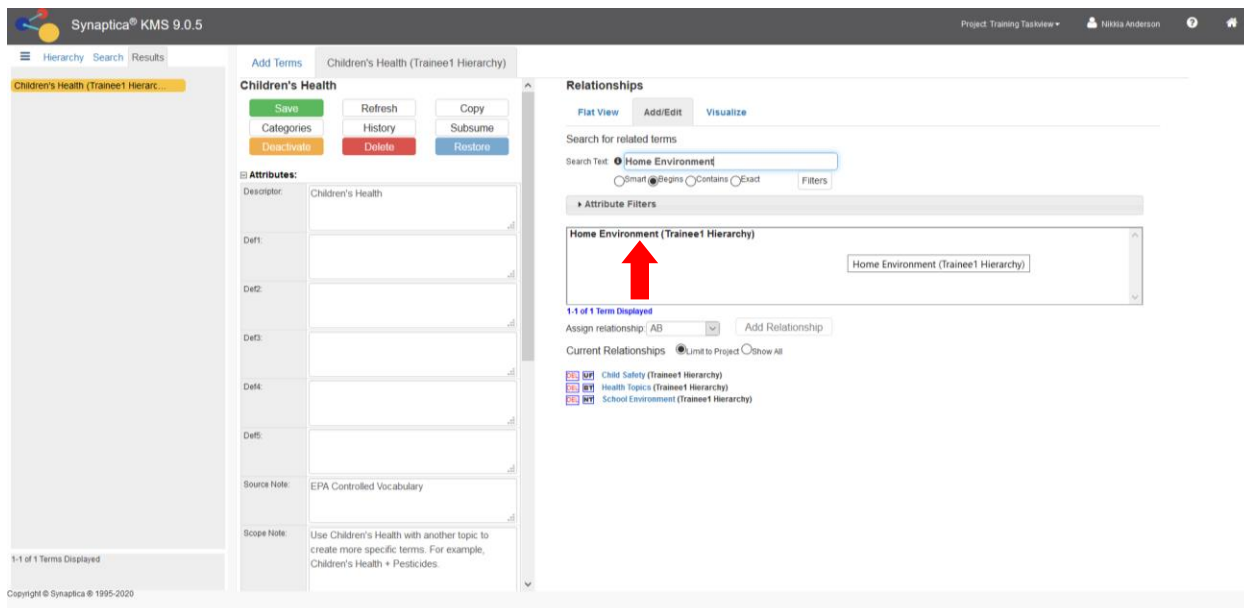 Synaptica® KMS 9.0.5
Project Training Taskview
Nikkia Anderson
Hierarchy Search Results
Children's Health (Trainee1 Hierarc...
1-1 of 1 Terms Displayed
Add Terms
Children's Health (Trainee1 Hierarchy)
Children's Health
Save Refresh Copy
Categories History Subsume
Deactivate Delete Restore
Attributes:
Descriptor: Children's Health
Def1:
Def2:
Def3:
Def4:
Def5:
Source Note: EPA Controlled Vocabulary
Scope Note: Use Children's Health with another topic to
create more specific terms. For example,
Children's Health + Pesticides.
Relationships
Flat View Add/Edit Visualize
Search for related terms
Search Text: Home Environment
Smart Begins Contains Exact Filters
Attribute Filters
Home Environment (Trainee1 Hierarchy)
Home Environment (Trainee1 Hierarchy)
1-1 of 1 Term Displayed
Assign relationship: AB Add Relationship
Current Relationships Limit to Project Show All
DEL UF Child Safety (Trainee1 Hierarchy)
DEL BT Health Topics (Trainee1 Hierarchy)
DEL NT School Environment (Trainee1 Hierarchy)
Copyright © Synaptica ® 1995-2020